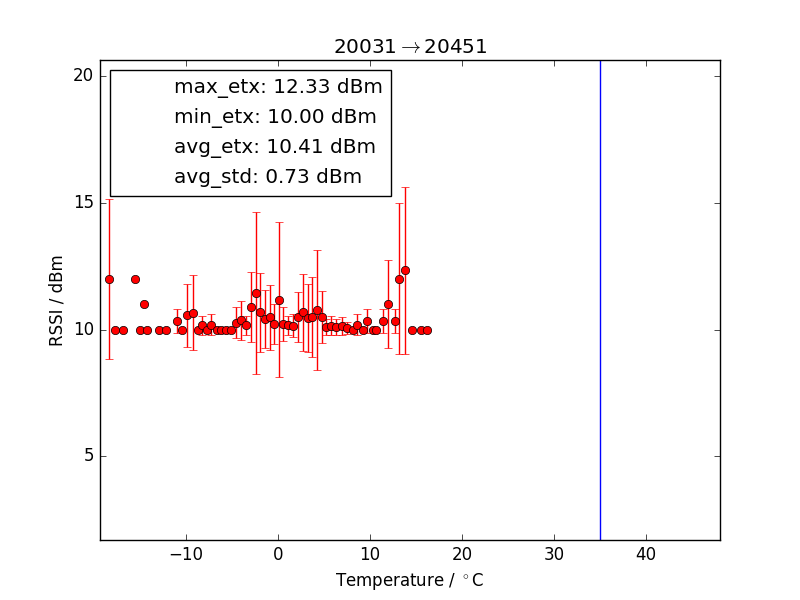 20031→20451
max_etx: 12.33 dBm
min_etx: 10.00 dBm
avg_etx: 10.41 dBm
avg_std: 0.73 dBm
20
15
10
5
RSSI / dBm
−10 0 10 20 30 40
Temperature / °C